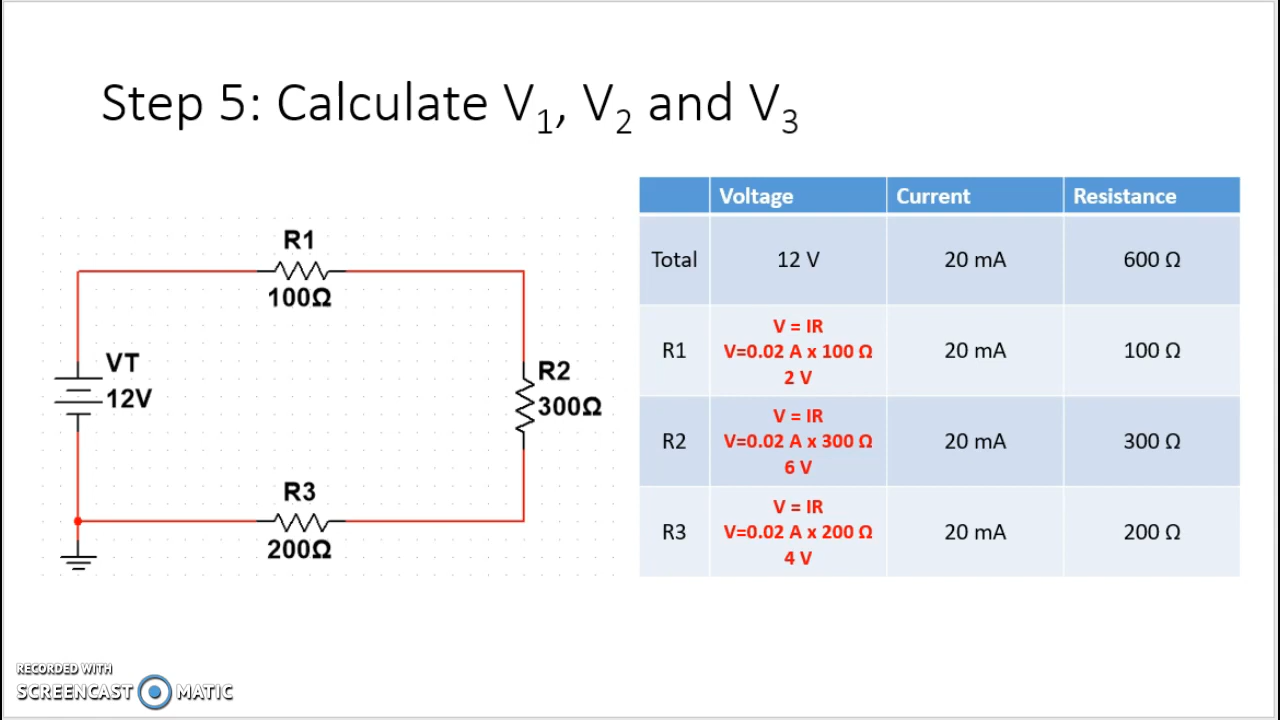 Step 5: Calculate V₁, V₂ and V₃
R1
100Ω
VT
12V
R2
300Ω
R3
200Ω
Voltage Current Resistance
Total 12 V 20 mA 600 Ω
V = IR
R1 V=0.02 A x 100 Ω 20 mA 100 Ω
2 V
V = IR
R2 V=0.02 A x 300 Ω 20 mA 300 Ω
6 V
V = IR
R3 V=0.02 A x 200 Ω 20 mA 200 Ω
4 V
RECORDED WITH
SCREENCAST MATIC